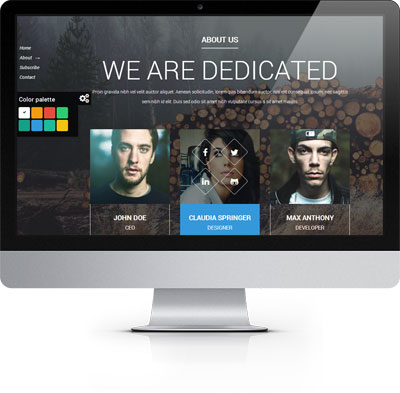 ABOUT US
Home
About →
Subscribe
Contact
WE ARE DEDICATED
Proin gravida nibh vel velit auctor aliquet. Aenean sollicitudin, lorem quis bibendum auctor, nisi elit consequat ipsum, nec sagittis
sem nibh id elit. Duis sed odio sit amet nibh vulputate cursus a sit amet mauris.
Color palette
JOHN DOE
CEO
CLAUDIA SPRINGER
DESIGNER
MAX ANTHONY
DEVELOPER